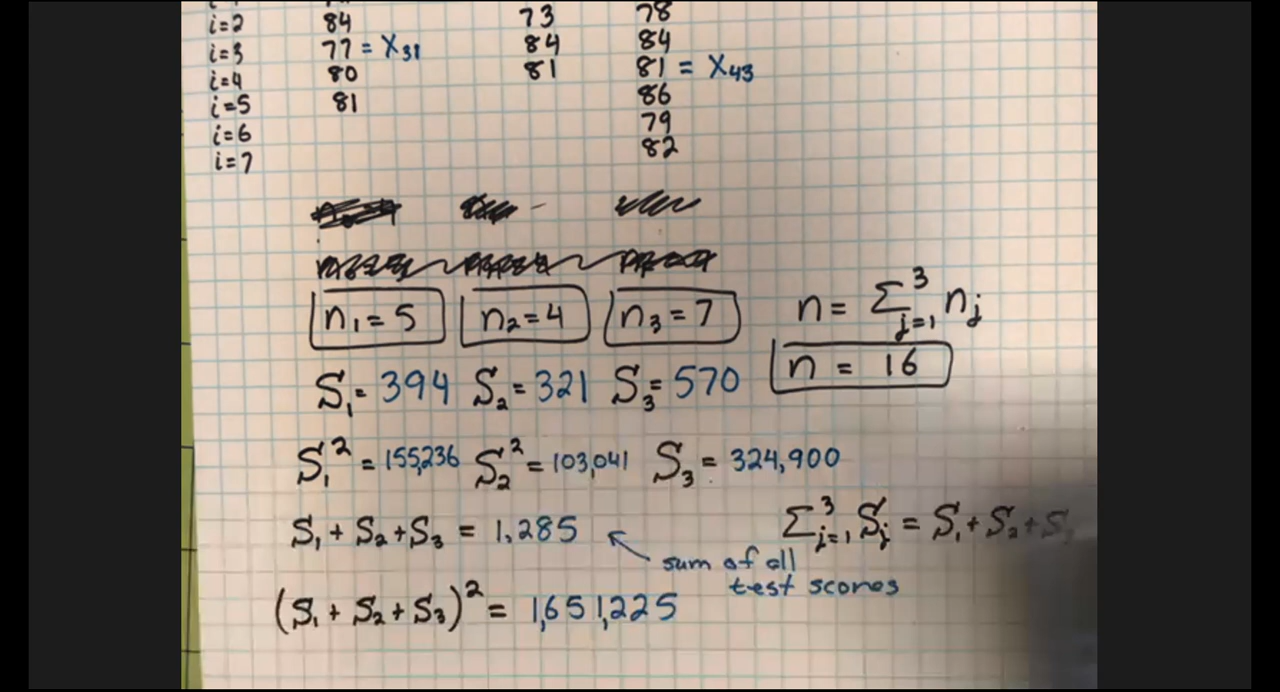 i=2 84 73 78
i=3 77 = X₃₁ 84 84
i=4 80 81 81 = X₄₃
i=5 81 86
i=6 79
i=7 82
n₁=5 n₂=4 n₃=7 n = Σ³ⱼ₌₁ nⱼ
n = 16
S₁= 394 S₂= 321 S₃= 570
S₁² = 155,236 S₂² = 103,041 S₃ = 324,900
S₁ + S₂ + S₃ = 1,285 Σ³ⱼ₌₁ Sⱼ = S₁ + S₂ + S
sum of all
test scores
(S₁ + S₂ + S₃)² = 1,651,225